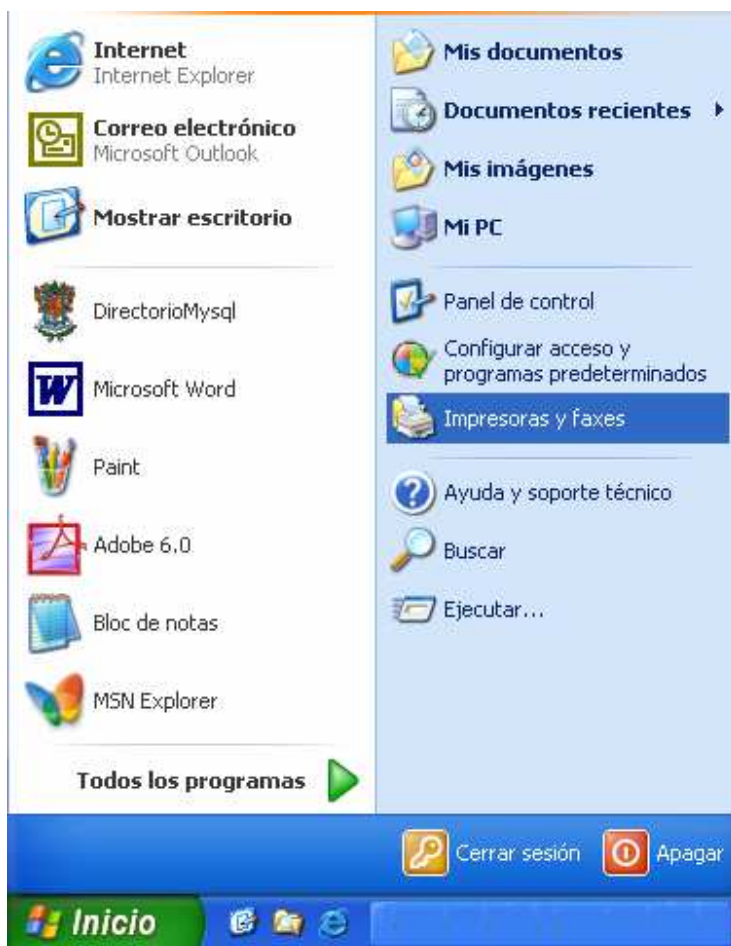 Internet
Internet Explorer
Correo electrónico
Microsoft Outlook
Mostrar escritorio
DirectorioMysql
Microsoft Word
Paint
Adobe 6.0
Bloc de notas
MSN Explorer
Todos los programas
Mis documentos
Documentos recientes
Mis imágenes
Mi PC
Panel de control
Configurar acceso y
programas predeterminados
Impresoras y faxes
Ayuda y soporte técnico
Buscar
Ejecutar...
Cerrar sesión
Apagar
Inicio